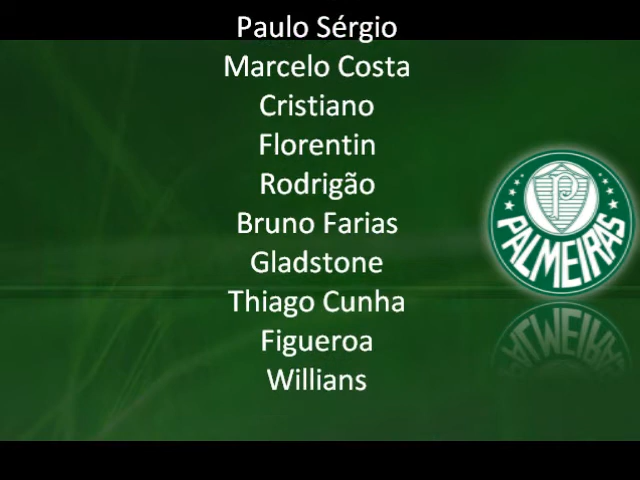 Paulo Sérgio
Marcelo Costa
Cristiano
Florentin
Rodrigão
Bruno Farias
Gladstone
Thiago Cunha
Figueroa
Willians
P
PALMEIRAS